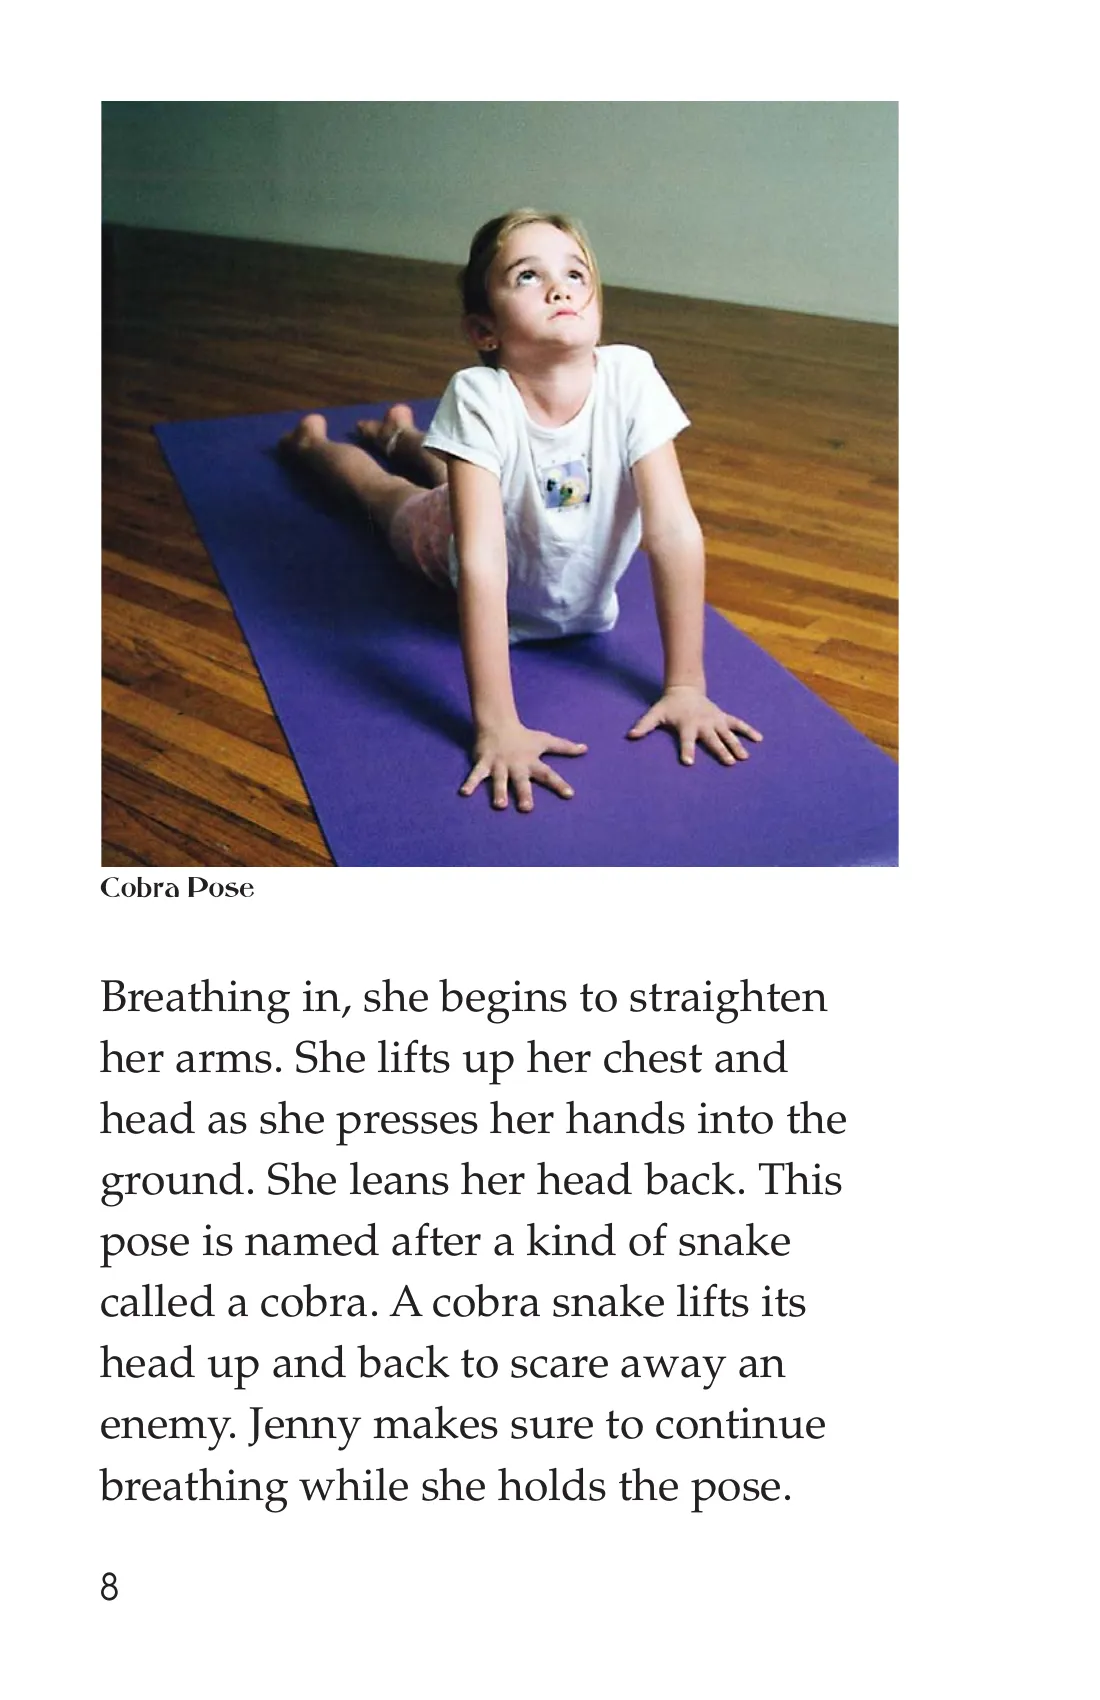 Cobra Pose
Breathing in, she begins to straighten
her arms. She lifts up her chest and
head as she presses her hands into the
ground. She leans her head back. This
pose is named after a kind of snake
called a cobra. A cobra snake lifts its
head up and back to scare away an
enemy. Jenny makes sure to continue
breathing while she holds the pose.
8